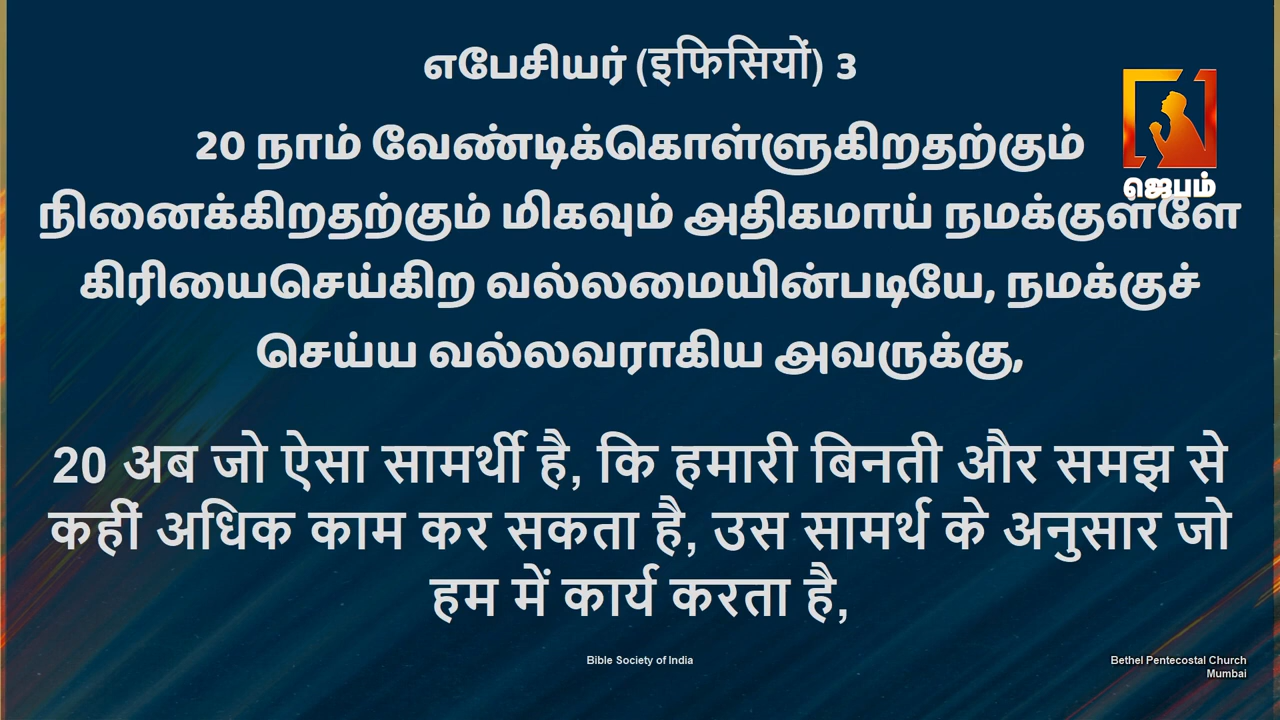 எபேசியர் (इफिसियों) 3
20 நாம் வேண்டிக்கொள்ளுகிறதற்கும்
நினைக்கிறதற்கும் மிகவும் அதிகமாய் நமக்குள்ளே
கிரியைசெய்கிற வல்லமையின்படியே, நமக்குச்
செய்ய வல்லவராகிய அவருக்கு,
ஜெபம்
20 अब जो ऐसा सामर्थी है, कि हमारी बिनती और समझ से
कहीं अधिक काम कर सकता है, उस सामर्थ के अनुसार जो
हम में कार्य करता है,
Bible Society of India
Bethel Pentecostal Church
Mumbai